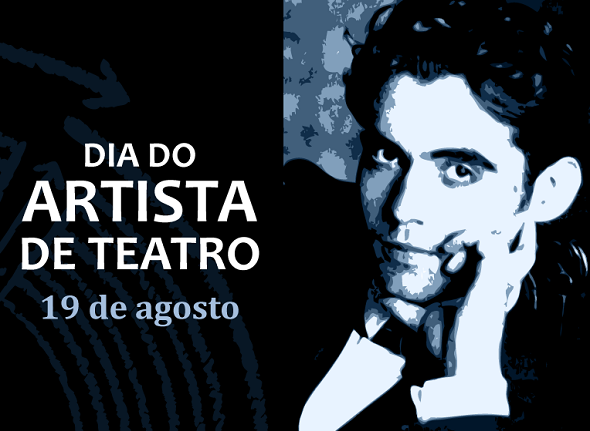 DIA DO
ARTISTA
DE TEATRO
19 de agosto